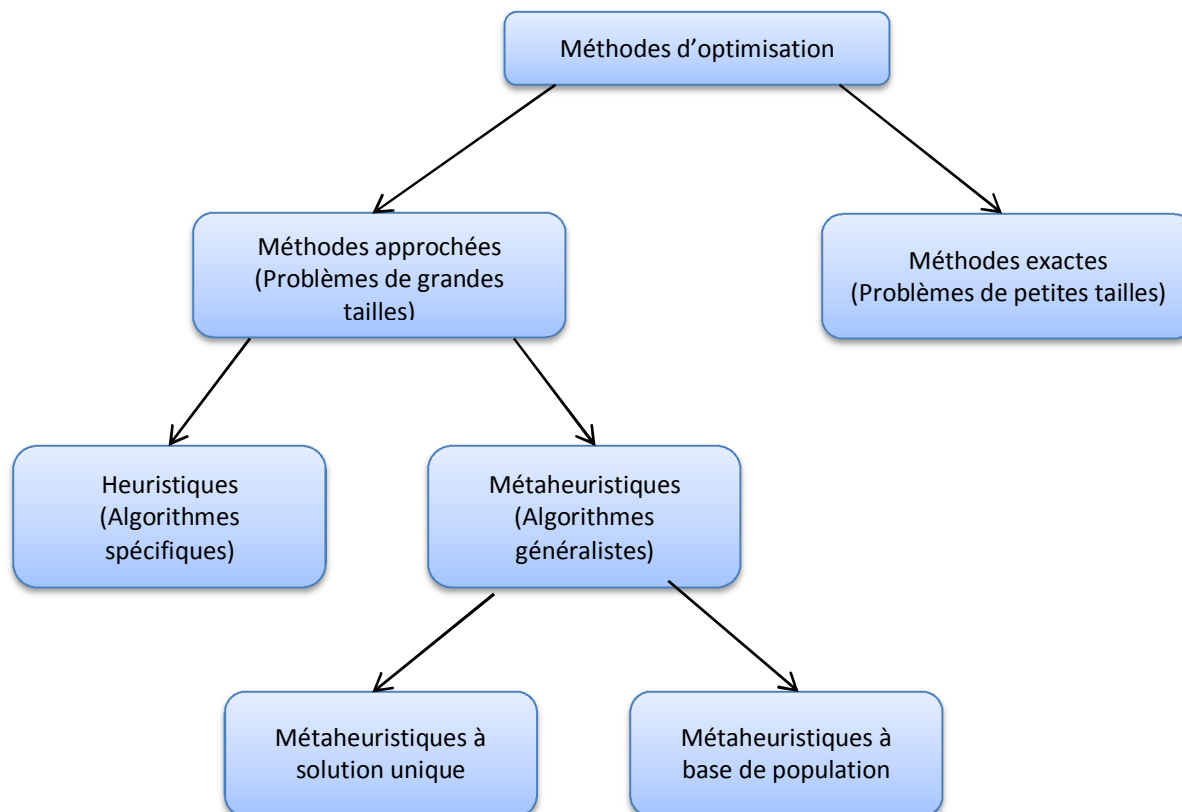 Méthodes d’optimisation
Méthodes approchées
(Problèmes de grandes
tailles)
Méthodes exactes
(Problèmes de petites tailles)
Heuristiques
(Algorithmes
spécifiques)
Métaheuristiques
(Algorithmes
généralistes)
Métaheuristiques à
solution unique
Métaheuristiques à
base de population